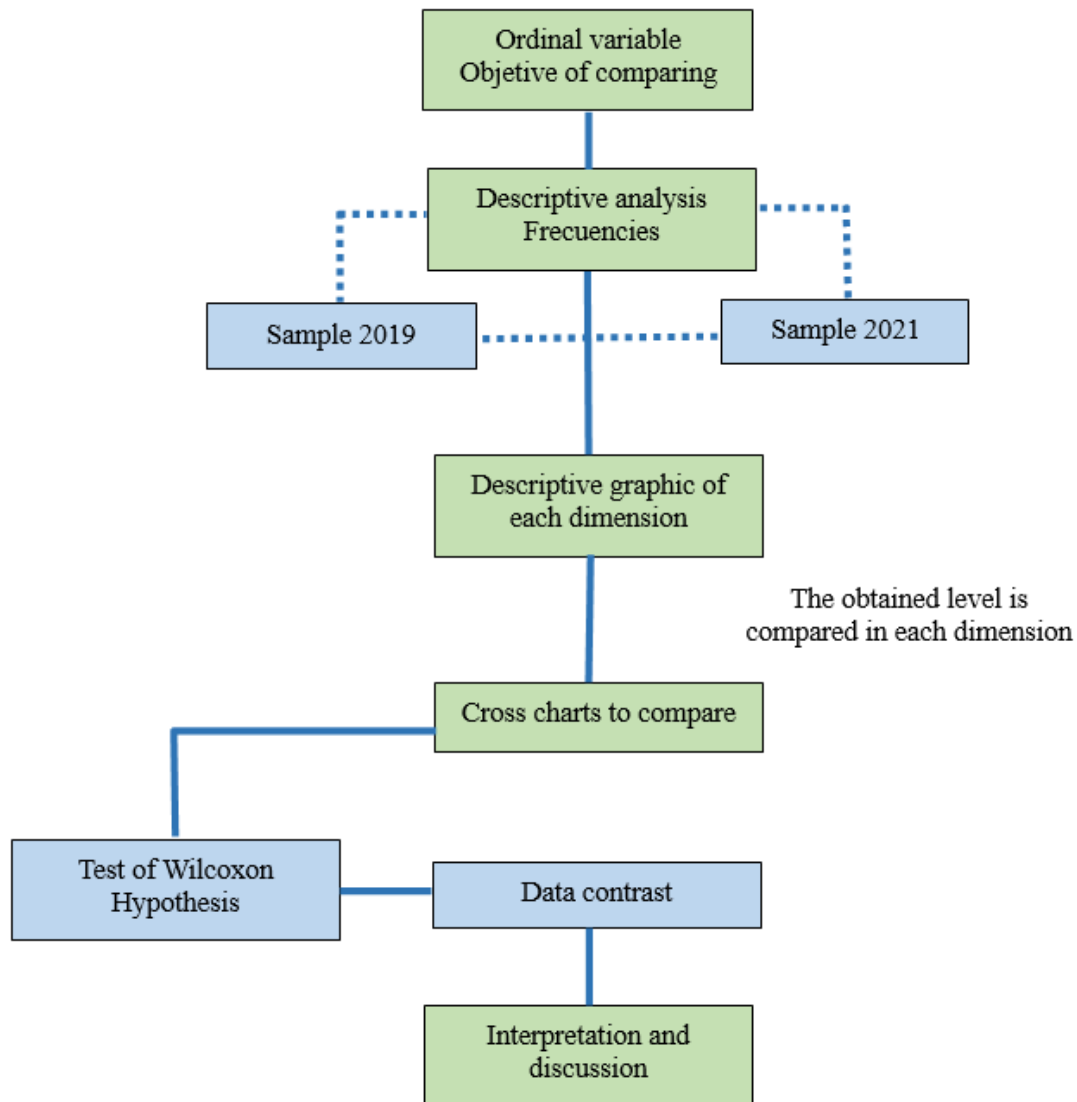 Ordinal variable
Objetive of comparing
Descriptive analysis
Frecuencies
Sample 2019
Sample 2021
Descriptive graphic of
each dimension
The obtained level is
compared in each dimension
Cross charts to compare
Test of Wilcoxon
Hypothesis
Data contrast
Interpretation and
discussion